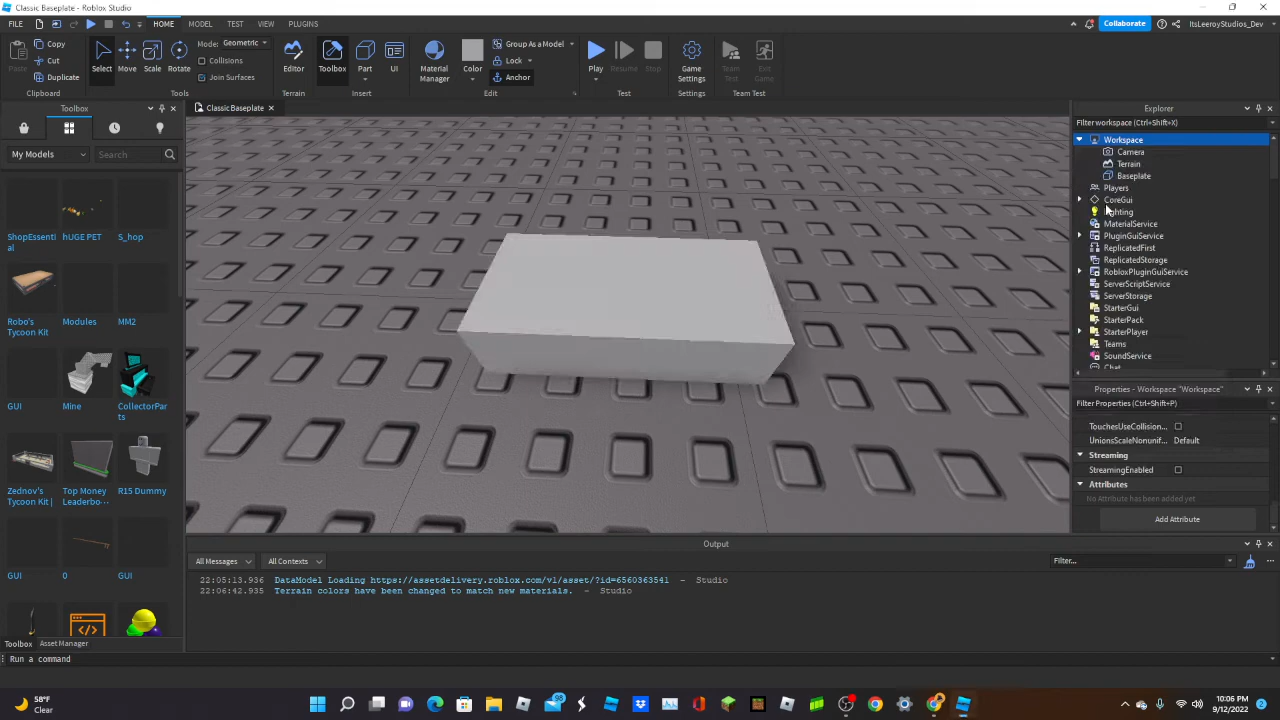 Classic Baseplate - Roblox Studio
FILE HOME MODEL TEST VIEW PLUGINS Collaborate ItsLeeroyStudios_Dev
Paste Copy Cut Duplicate Clipboard
Select Move Scale Rotate Mode: Geometric Collisions Join Surfaces Tools
Editor Terrain
Toolbox Part UI Insert
Material Manager Color Group As a Model Lock Anchor Edit
Play Resume Stop Test
Game Settings Settings
Team Test Exit Game Team Test
Toolbox
Classic Baseplate
My Models Search
ShopEssential hUGE PET S_hop
Robo's Tycoon Kit Modules MM2
GUI Mine CollectorParts
Zednov's Tycoon Kit | Top Money Leaderbo... R15 Dummy
GUI 0 GUI
Toolbox Asset Manager
Explorer
Filter workspace (Ctrl+Shift+X)
Workspace
Camera
Terrain
Baseplate
Players
CoreGui
Lighting
MaterialService
PluginGuiService
ReplicatedFirst
ReplicatedStorage
RobloxPluginGuiService
ServerScriptService
ServerStorage
StarterGui
StarterPack
StarterPlayer
Teams
SoundService
Chat
Properties - Workspace "Workspace"
Filter Properties (Ctrl+Shift+P)
TouchesUseCollision...
UnionsScaleNonunif... Default
Streaming
StreamingEnabled
Attributes
No Attribute has been added yet
Add Attribute
Output
All Messages All Contexts Filter...
22:05:13.936 DataModel Loading https://assetdelivery.roblox.com/v1/asset/?id=6560363541 - Studio
22:06:42.935 Terrain colors have been changed to match new materials. - Studio
Run a command
58°F
Clear
98
10:06 PM
9/12/2022
2